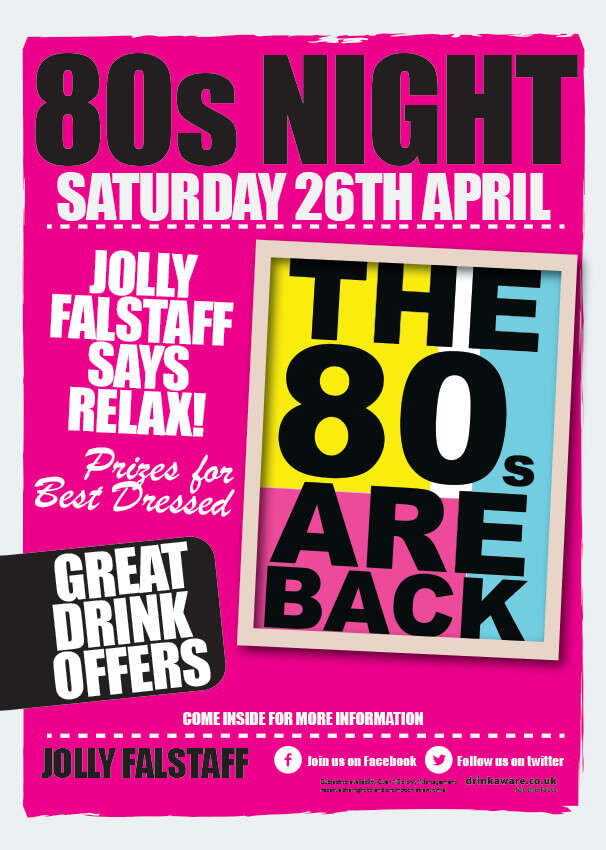 80s NIGHT
SATURDAY 26TH APRIL
JOLLY
FALSTAFF
SAYS
RELAX!
Prizes for
Best Dressed
THE
80s
ARE
BACK
GREAT
DRINK
OFFERS
COME INSIDE FOR MORE INFORMATION
JOLLY FALSTAFF
Join us on Facebook
Follow us on twitter
drinkaware.co.uk